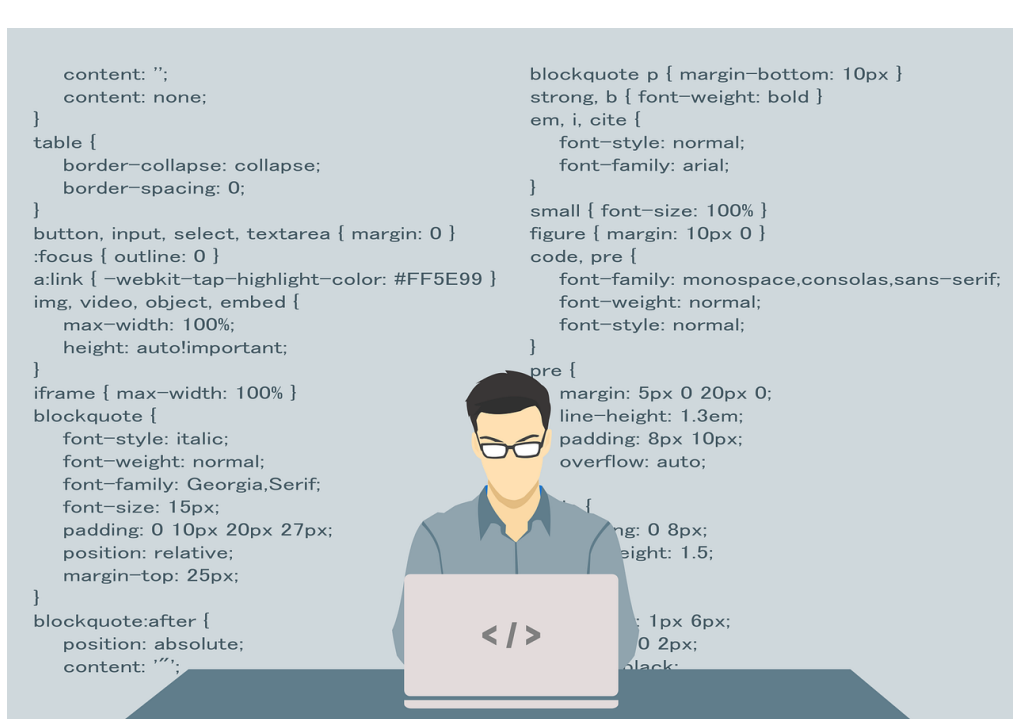 content: '';
content: none;
}
table {
border-collapse: collapse;
border-spacing: 0;
}
button, input, select, textarea { margin: 0 }
:focus { outline: 0 }
a:link { -webkit-tap-highlight-color: #FF5E99 }
img, video, object, embed {
max-width: 100%;
height: auto!important;
}
iframe { max-width: 100% }
blockquote {
font-style: italic;
font-weight: normal;
font-family: Georgia,Serif;
font-size: 15px;
padding: 0 10px 20px 27px;
position: relative;
margin-top: 25px;
}
blockquote:after {
position: absolute;
content: '"';
blockquote p { margin-bottom: 10px }
strong, b { font-weight: bold }
em, i, cite {
font-style: normal;
font-family: arial;
}
small { font-size: 100% }
figure { margin: 10px 0 }
code, pre {
font-family: monospace,consolas,sans-serif;
font-weight: normal;
font-style: normal;
}
pre {
margin: 5px 0 20px 0;
line-height: 1.3em;
padding: 8px 10px;
overflow: auto;
{
0 8px;
1.5;
1px 6px;
0 2px;
</>